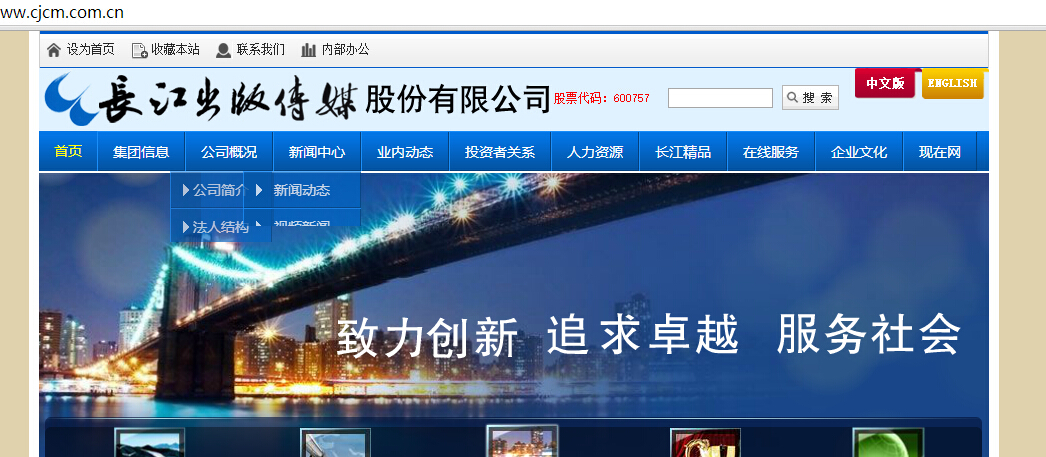 ww.cjcm.com.cn
设为首页 收藏本站 联系我们 内部办公
長江出版傳媒 股份有限公司 股票代码：600757 搜 索 中文版 ENGLISH
首页 集团信息 公司概况 新闻中心 业内动态 投资者关系 人力资源 长江精品 在线服务 企业文化 现在网
公司简介 新闻动态
法人结构 视频新闻
致力创新 追求卓越 服务社会